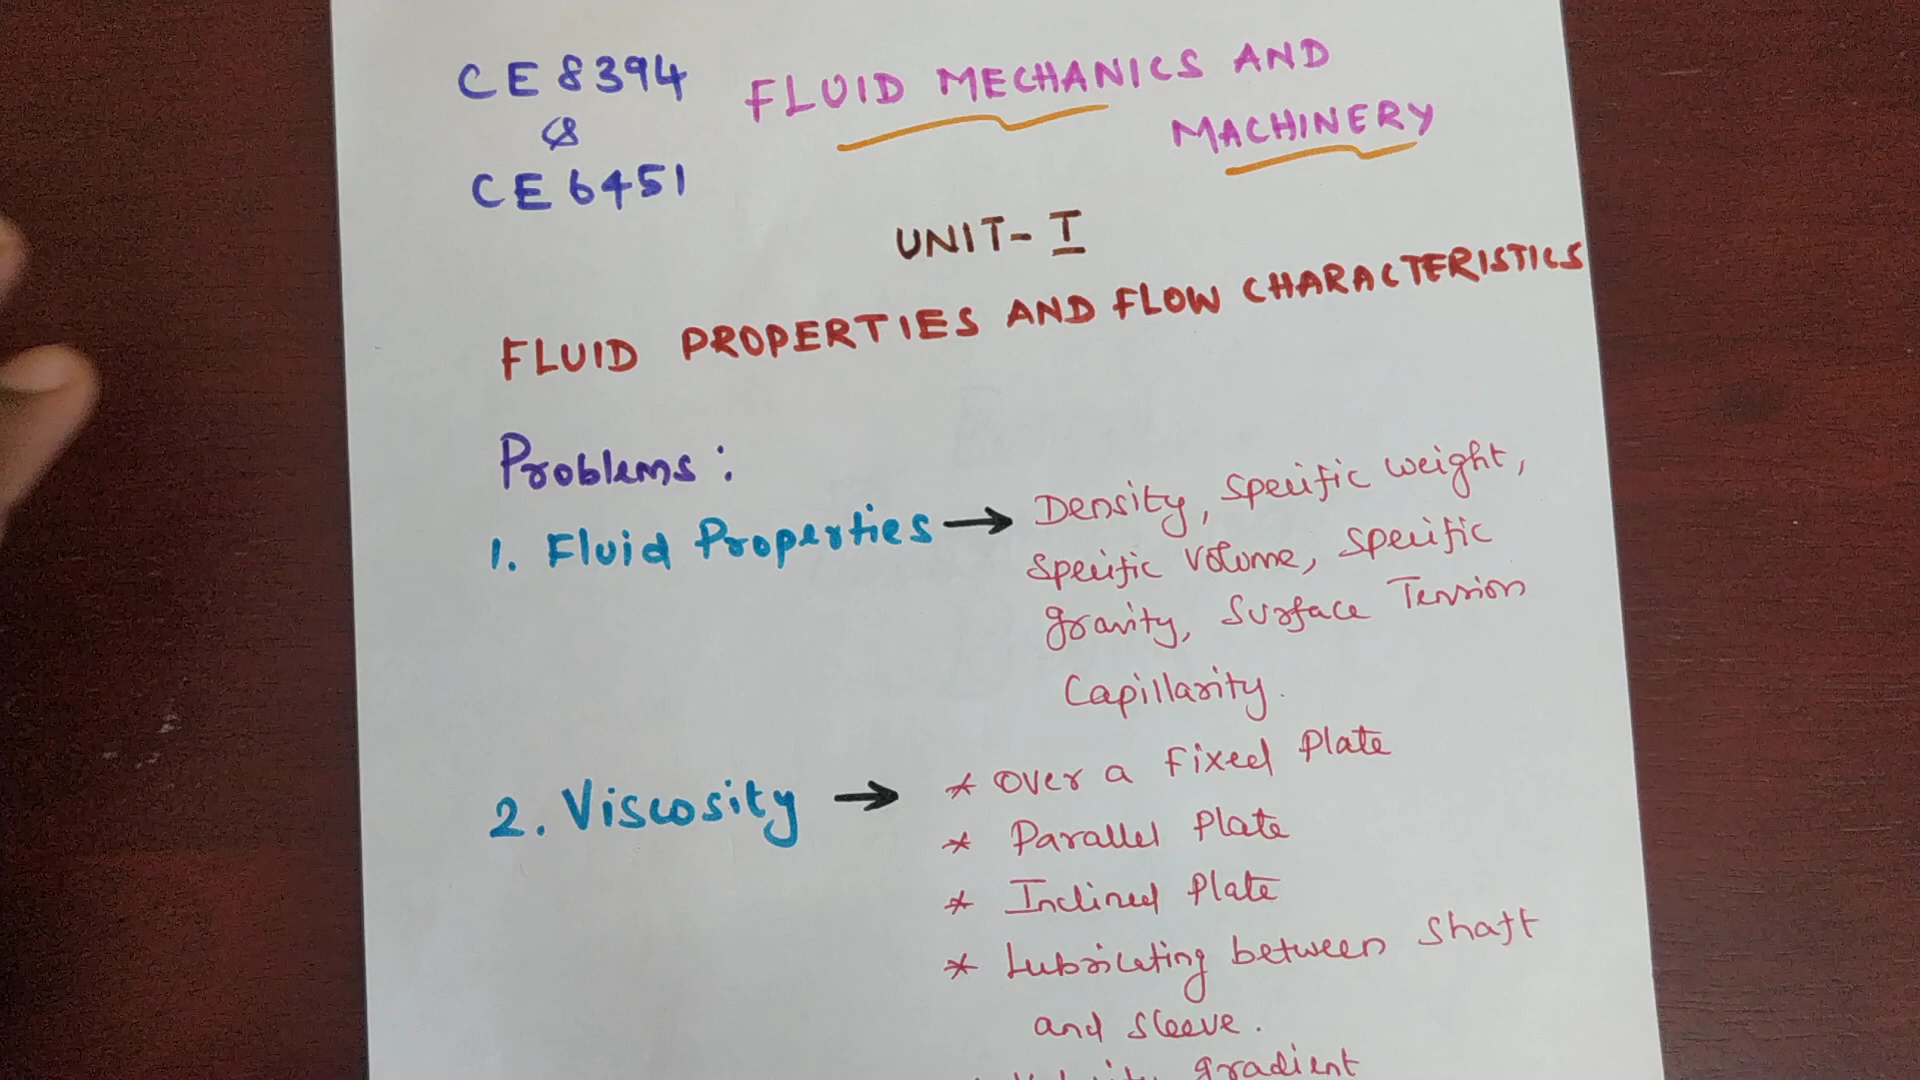 CE 8394
&
CE 6451
FLUID MECHANICS AND
MACHINERY
UNIT-I
FLUID PROPERTIES AND FLOW CHARACTERISTICS
Problems:
1. Fluid Properties → Density, Specific weight,
Specific Volume, Specific
gravity, Surface Tension
Capillarity.
2. Viscosity → * Over a Fixed Plate
* Parallel Plate
* Inclined Plate
* Lubricating between Shaft
and Sleeve.
gradient